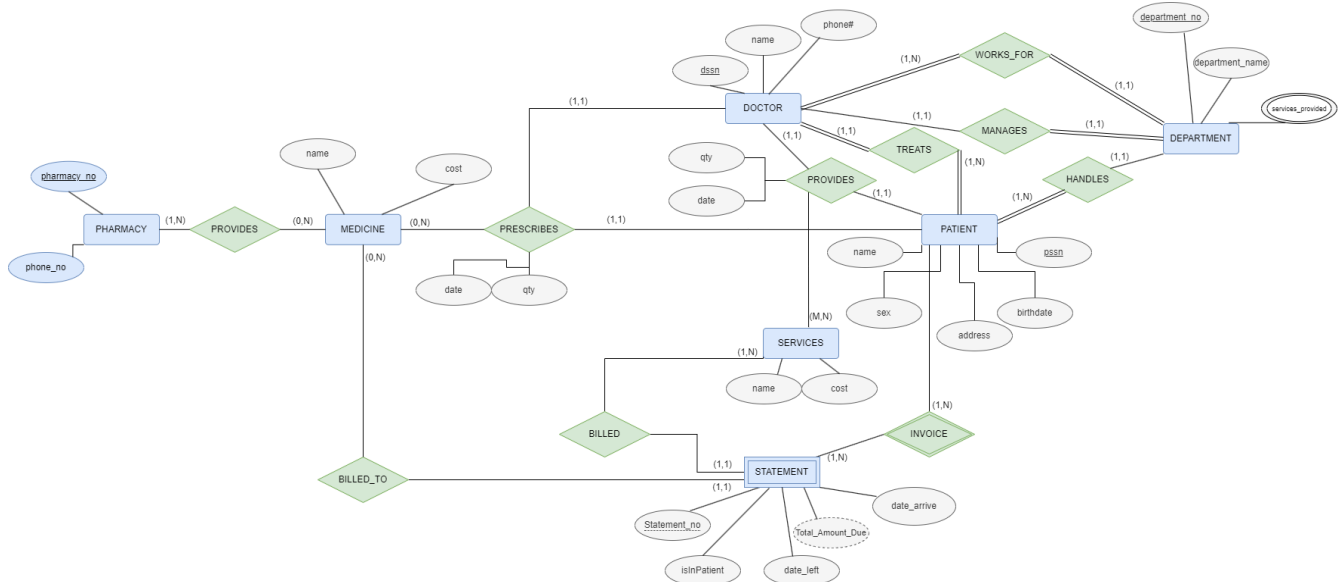 department_no
phone#
name
dssn
(1,N)
WORKS_FOR
(1,1)
department_name
services_provided
(1,1)
DOCTOR
(1,1)
MANAGES
(1,1)
DEPARTMENT
(1,1)
(1,1)
TREATS
(1,N)
name
cost
qty
date
PROVIDES
(1,1)
(1,1)
HANDLES
(1,N)
pharmacy_no
PHARMACY
(1,N)
PROVIDES
(0,N)
MEDICINE
(0,N)
PRESCRIBES
(1,1)
PATIENT
phone_no
(0,N)
date
qty
name
pssn
sex
birthdate
address
(M,N)
SERVICES
(1,N)
name
cost
(1,N)
BILLED
INVOICE
(1,N)
(1,1)
STATEMENT
BILLED_TO
(1,1)
date_arrive
Statement_no
Total_Amount_Due
isInPatient
date_left